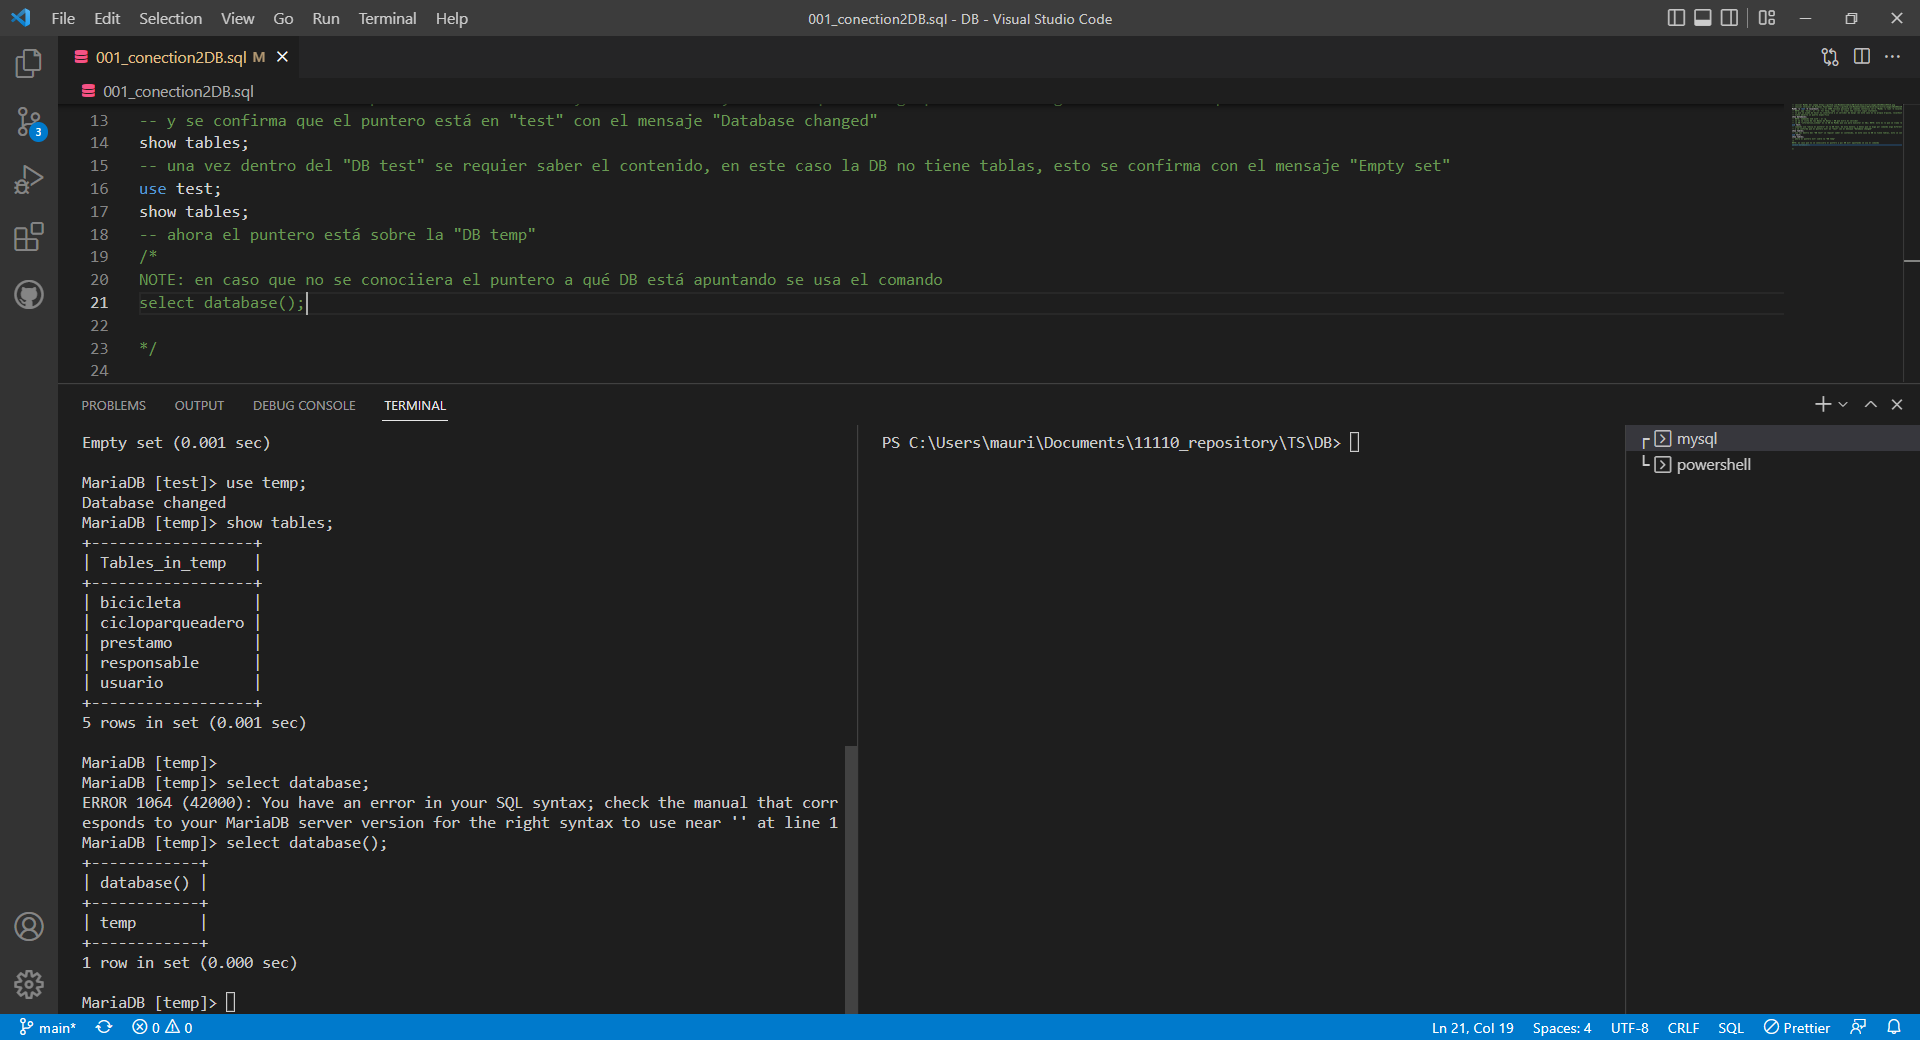 File Edit Selection View Go Run Terminal Help
001_conection2DB.sql - DB - Visual Studio Code
001_conection2DB.sql M
001_conection2DB.sql
13 -- y se confirma que el puntero está en "test" con el mensaje "Database changed"
14 show tables;
15 -- una vez dentro del "DB test" se requier saber el contenido, en este caso la DB no tiene tablas, esto se confirma con el mensaje "Empty set"
16 use test;
17 show tables;
18 -- ahora el puntero está sobre la "DB temp"
19 /*
20 NOTE: en caso que no se conociiera el puntero a qué DB está apuntando se usa el comando
21 select database();
22
23 */
24
3
PROBLEMS OUTPUT DEBUG CONSOLE TERMINAL
Empty set (0.001 sec)
MariaDB [test]> use temp;
Database changed
MariaDB [temp]> show tables;
+------------------+
| Tables_in_temp   |
+------------------+
| bicicleta        |
| cicloparqueadero |
| prestamo         |
| responsable      |
| usuario          |
+------------------+
5 rows in set (0.001 sec)
MariaDB [temp]>
MariaDB [temp]> select database;
ERROR 1064 (42000): You have an error in your SQL syntax; check the manual that corr
esponds to your MariaDB server version for the right syntax to use near '' at line 1
MariaDB [temp]> select database();
+------------+
| database() |
+------------+
| temp       |
+------------+
1 row in set (0.000 sec)
MariaDB [temp]>
PS C:\Users\mauri\Documents\11110_repository\TS\DB>
mysql
powershell
main* 0 0
Ln 21, Col 19 Spaces: 4 UTF-8 CRLF SQL Prettier